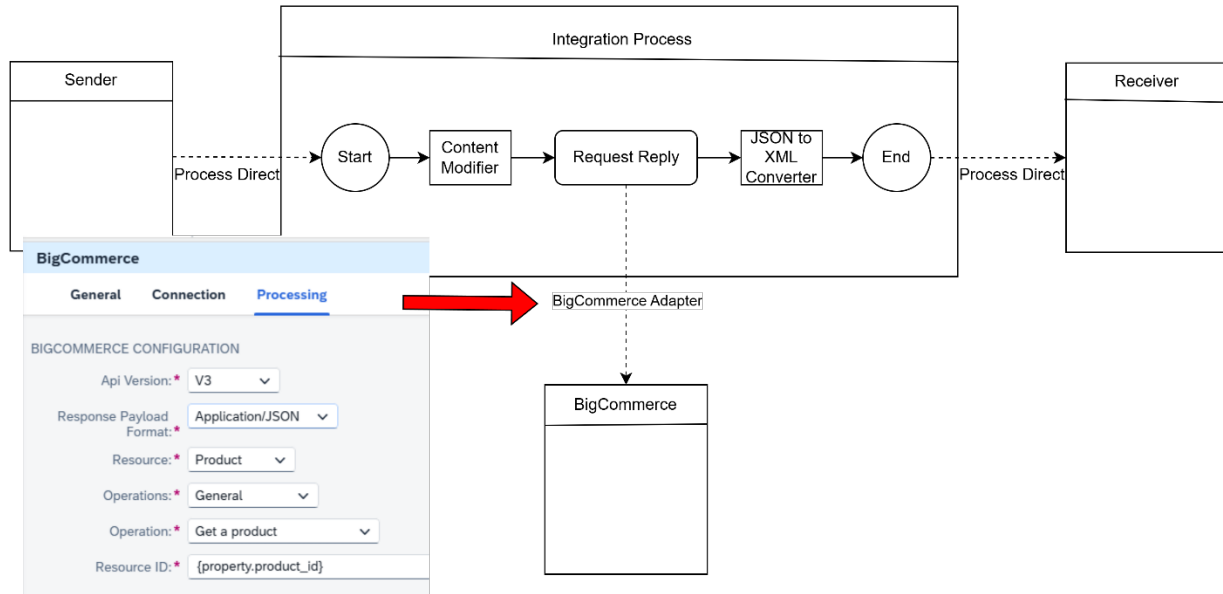 Integration Process
Sender
Receiver
Start
Content
Modifier
Request Reply
JSON to
XML
Converter
End
Process Direct
Process Direct
BigCommerce
General Connection Processing
BigCommerce Adapter
BIGCOMMERCE CONFIGURATION
Api Version:* V3
Response Payload
Format:* Application/JSON
Resource:* Product
Operations:* General
Operation:* Get a product
Resource ID:* {property.product_id}
BigCommerce